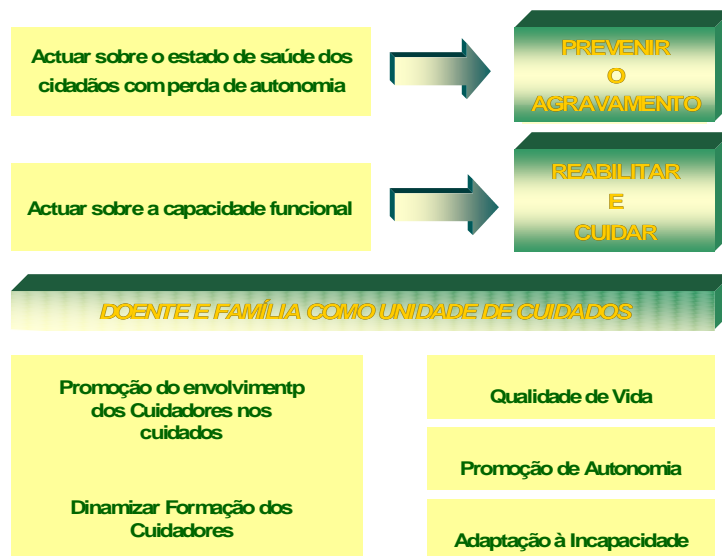 Actuar sobre o estado de saúde dos
cidadãos com perda de autonomia
PREVENIR
O
AGRAVAMENTO
Actuar sobre a capacidade funcional
REABILITAR
E
CUIDAR
DOENTE E FAMÍLIA COMO UNIDADE DE CUIDADOS
Promoção do envolvimentp
dos Cuidadores nos
cuidados
Dinamizar Formação dos
Cuidadores
Qualidade de Vida
Promoção de Autonomia
Adaptação à Incapacidade